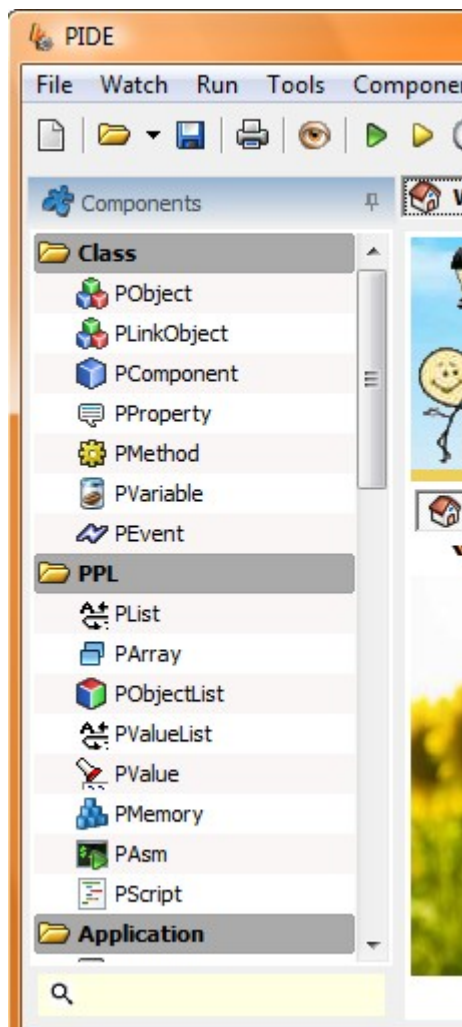 PIDE
File Watch Run Tools
Components
Class
PObject
PLinkObject
PComponent
PProperty
PMethod
PVariable
PEvent
PPL
PList
PArray
PObjectList
PValueList
PValue
PMemory
PAsm
PScript
Application